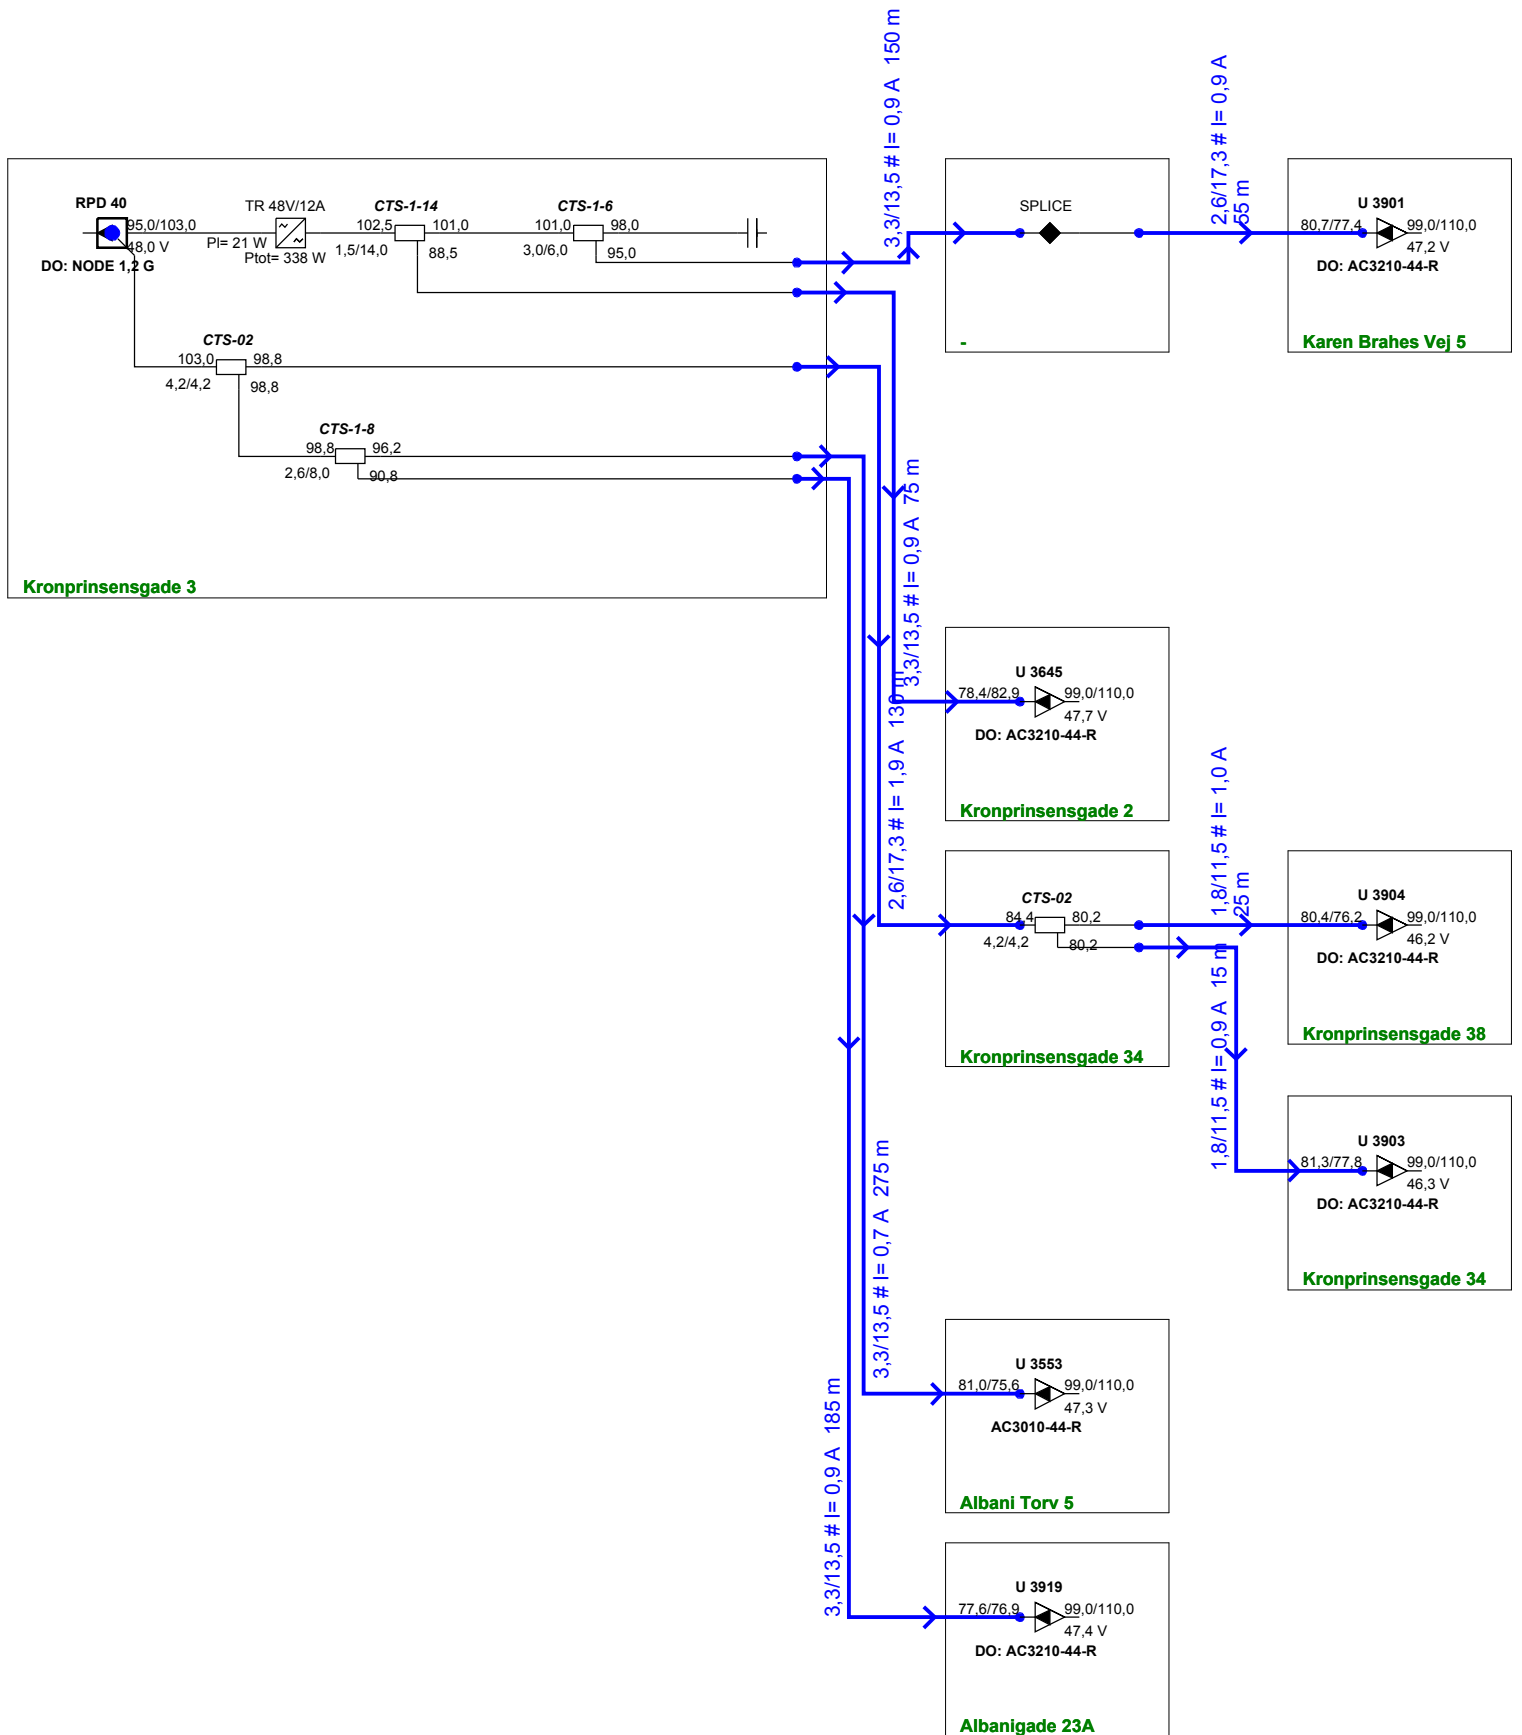 RPD 40
95,0/103,0
48,0 V
DO: NODE 1,2 G
TR 48V/12A
PI= 21 W
Ptot= 338 W
CTS-1-14
102,5
101,0
1,5/14,0
88,5
CTS-1-6
101,0
98,0
3,0/6,0
95,0
CTS-02
103,0
98,8
4,2/4,2
98,8
CTS-1-8
98,8
96,2
2,6/8,0
90,8
Kronprinsensgade 3
3,3/13,5 # I= 0,9 A 150 m
SPLICE
-
2,6/17,3 # I= 0,9 A
55 m
U 3901
80,7/77,4
99,0/110,0
47,2 V
DO: AC3210-44-R
Karen Brahes Vej 5
3,3/13,5 # I= 0,9 A 75 m
U 3645
78,4/82,9
99,0/110,0
47,7 V
DO: AC3210-44-R
Kronprinsensgade 2
2,6/17,3 # I= 1,9 A m
CTS-02
84,4
80,2
4,2/4,2
80,2
Kronprinsensgade 34
1,8/11,5 # I= 1,0 A
25 m
U 3904
80,4/76,2
99,0/110,0
46,2 V
DO: AC3210-44-R
Kronprinsensgade 38
1,8/11,5 # I= 0,9 A 15 m
U 3903
81,3/77,8
99,0/110,0
46,3 V
DO: AC3210-44-R
Kronprinsensgade 34
3,3/13,5 # I= 0,7 A 275 m
U 3553
81,0/75,6
99,0/110,0
47,3 V
AC3010-44-R
Albani Torv 5
3,3/13,5 # I= 0,9 A 185 m
U 3919
77,6/76,9
99,0/110,0
47,4 V
DO: AC3210-44-R
Albanigade 23A